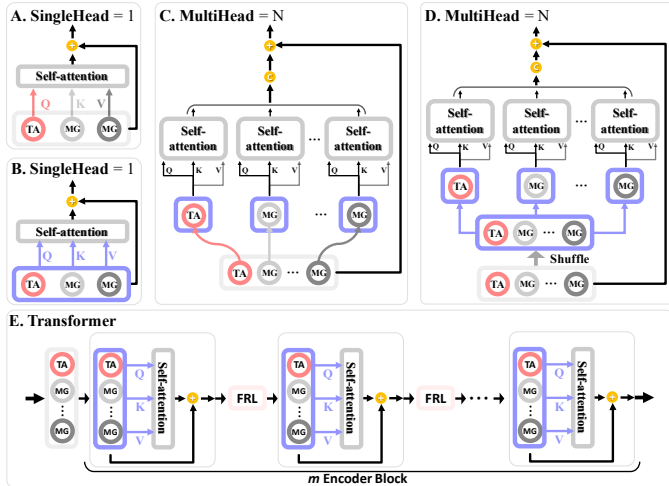 A. SingleHead = 1
+
Self-attention
Q K V
TA MG MG
B. SingleHead = 1
+
Self-attention
Q K V
TA MG MG
C. MultiHead = N
+
C
Self-attention Self-attention ... Self-attention
Q K V Q K V Q K V
TA MG ... MG
TA MG ... MG
D. MultiHead = N
+
C
Self-attention Self-attention ... Self-attention
Q K V Q K V Q K V
TA MG ... MG
TA MG ... MG
Shuffle
TA MG ... MG
E. Transformer
TA MG ... MG
TA MG ... MG
Q K V
Self-attention
+
FRL
TA MG ... MG
Q K V
Self-attention
+
FRL
......
TA MG ... MG
Q K V
Self-attention
+
m Encoder Block